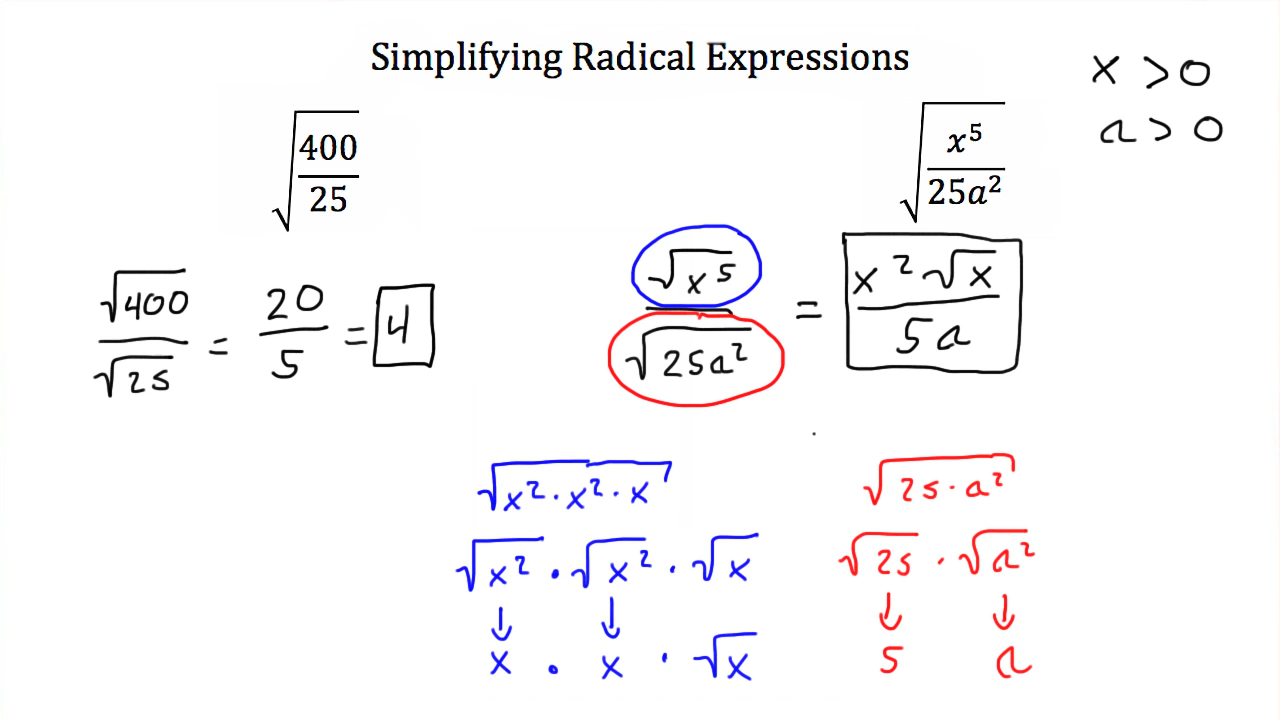 Simplifying Radical Expressions
x > 0
a > 0
√(400/25)
√(x⁵/(25a²))
√400/√25 = 20/5 = 4
√x⁵/√(25a²) = x²√x/(5a)
√(x² · x² · x)
√x² · √x² · √x
↓ ↓
x · x · √x
√(25 · a²)
√25 · √a²
↓ ↓
5 a